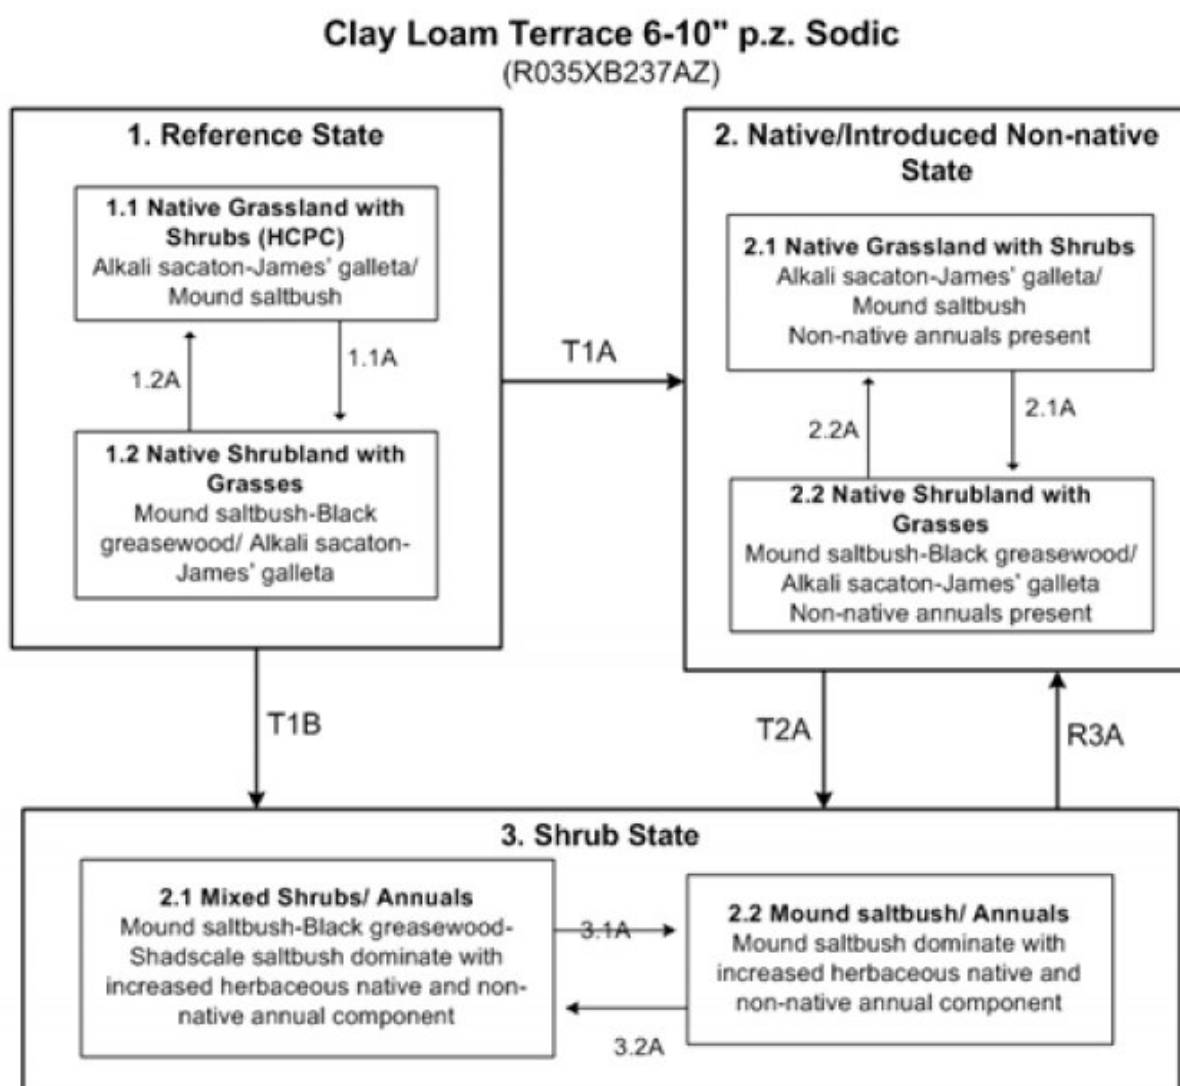 Clay Loam Terrace 6-10" p.z. Sodic
(R035XB237AZ)
1. Reference State
1.1 Native Grassland with
Shrubs (HCPC)
Alkali sacaton-James' galleta/
Mound saltbush
1.2A
1.1A
1.2 Native Shrubland with
Grasses
Mound saltbush-Black
greasewood/ Alkali sacaton-
James' galleta
T1A
2. Native/Introduced Non-native
State
2.1 Native Grassland with Shrubs
Alkali sacaton-James' galleta/
Mound saltbush
Non-native annuals present
2.2A
2.1A
2.2 Native Shrubland with
Grasses
Mound saltbush-Black greasewood/
Alkali sacaton-James' galleta
Non-native annuals present
T1B
T2A
R3A
3. Shrub State
2.1 Mixed Shrubs/ Annuals
Mound saltbush-Black greasewood-
Shadscale saltbush dominate with
increased herbaceous native and non-
native annual component
3.1A
3.2A
2.2 Mound saltbush/ Annuals
Mound saltbush dominate with
increased herbaceous native and
non-native annual component